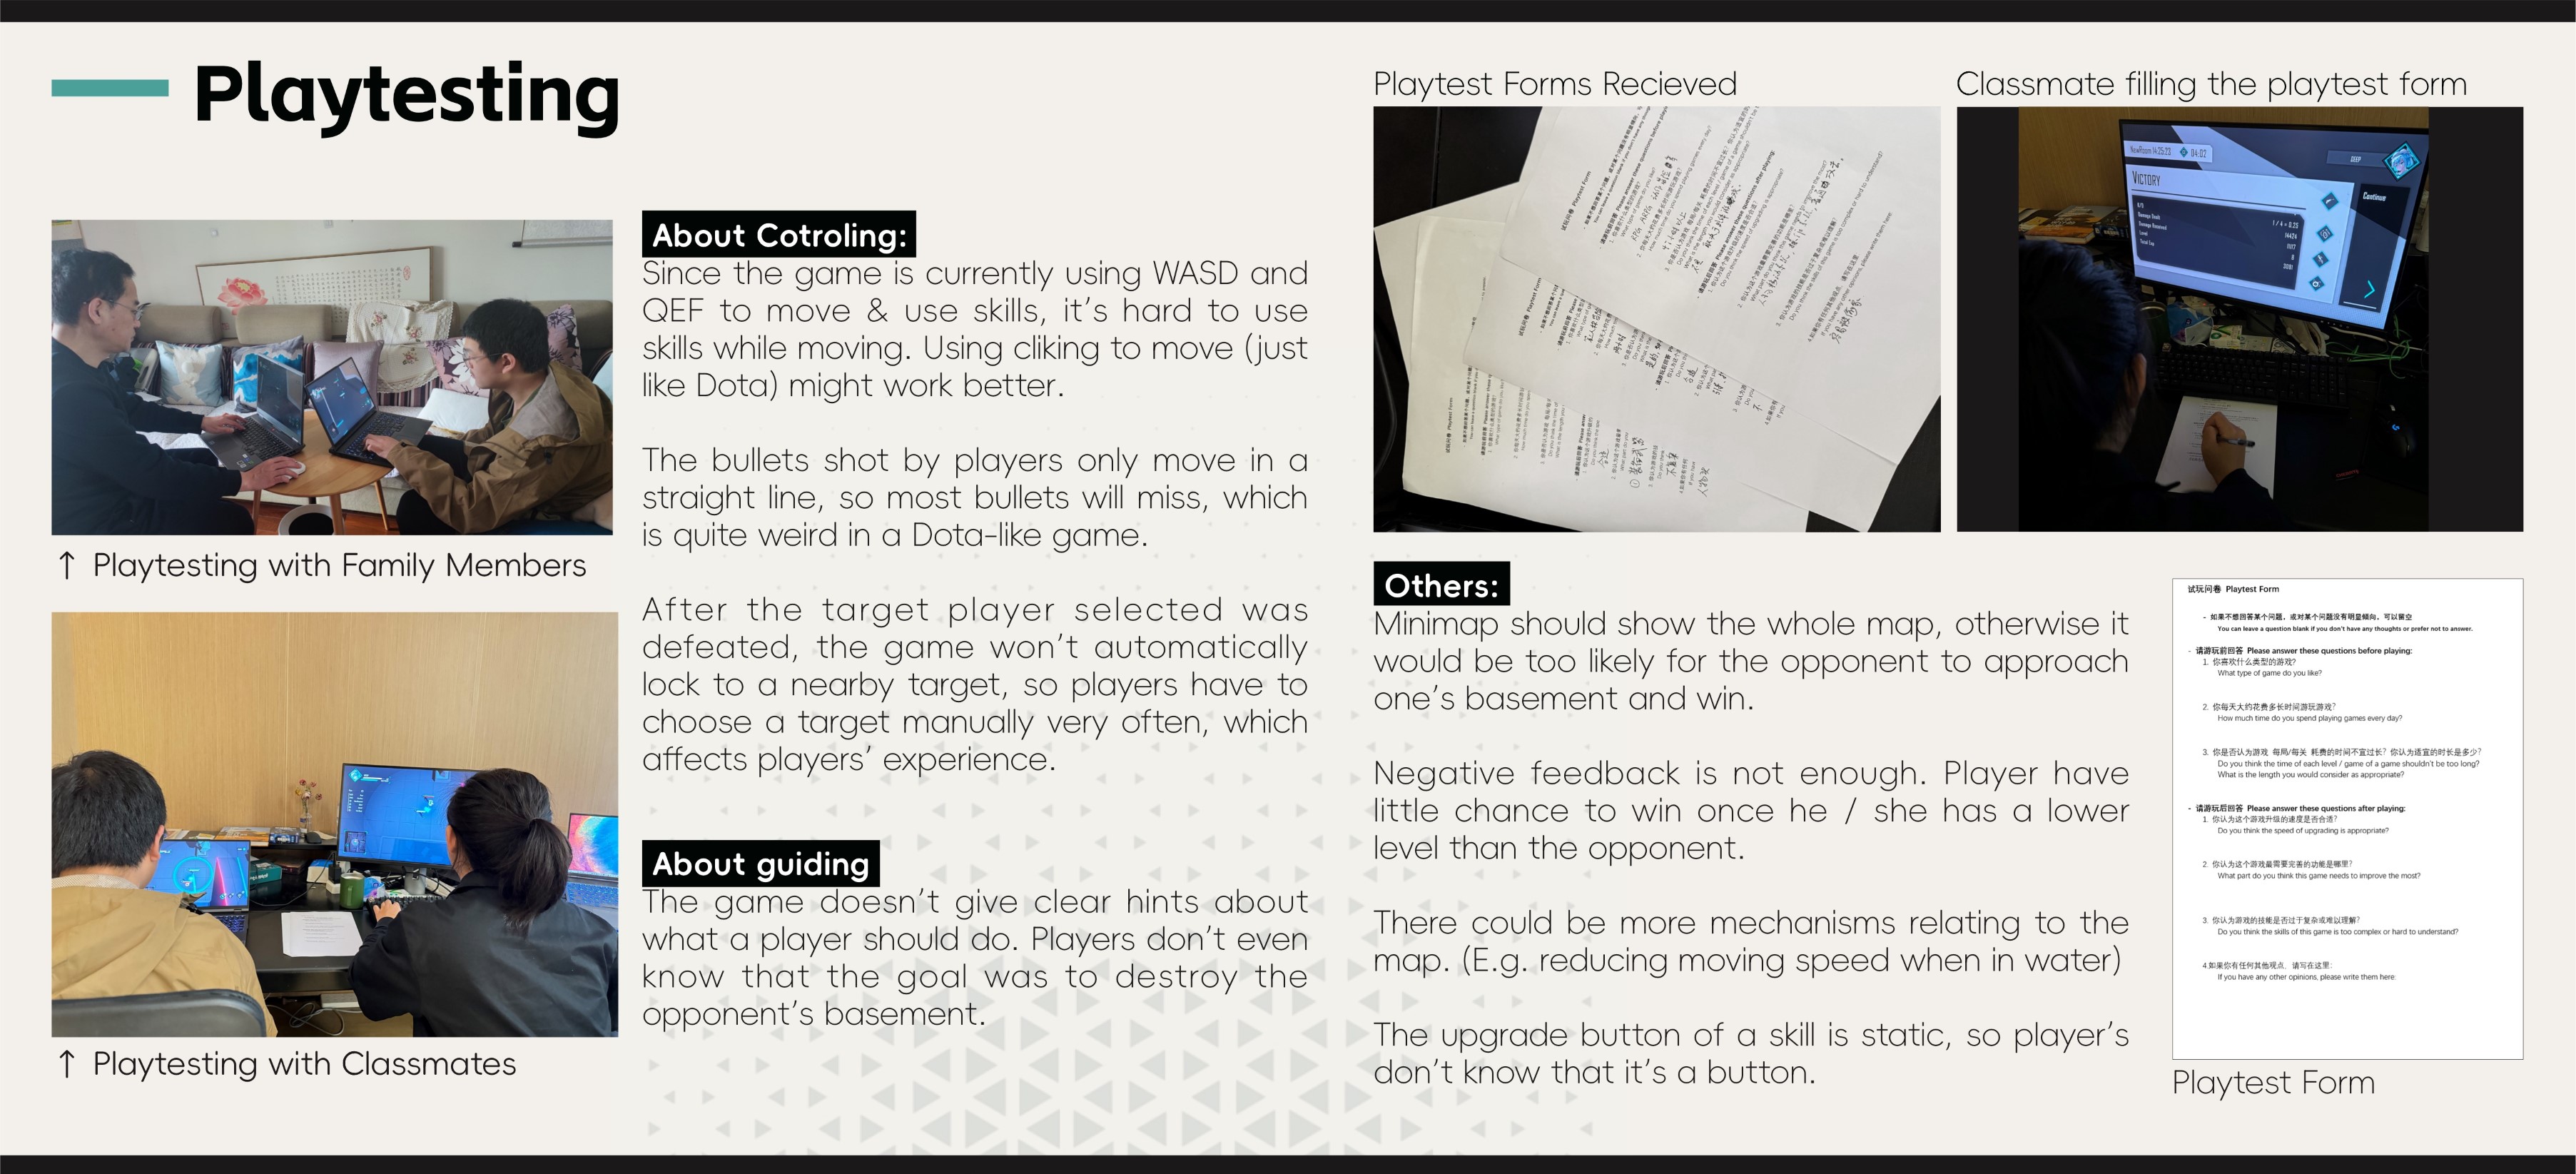 Playtesting
↑ Playtesting with Family Members
↑ Playtesting with Classmates
About Cotroling:
Since the game is currently using WASD and
QEF to move & use skills, it's hard to use
skills while moving. Using cliking to move (just
like Dota) might work better.
The bullets shot by players only move in a
straight line, so most bullets will miss, which
is quite weird in a Dota-like game.
After the target player selected was
defeated, the game won't automatically
lock to a nearby target, so players have to
choose a target manually very often, which
affects players' experience.
About guiding
The game doesn't give clear hints about
what a player should do. Players don't even
know that the goal was to destroy the
opponent's basement.
Playtest Forms Recieved
Classmate filling the playtest form
NewRoom 14:25:23
04:02
DEEP
VICTORY
Continue
Damage Dealt
Damage Received
Level
Others:
Minimap should show the whole map, otherwise it
would be too likely for the opponent to approach
one's basement and win.
Negative feedback is not enough. Player have
little chance to win once he / she has a lower
level than the opponent.
There could be more mechanisms relating to the
map. (E.g. reducing moving speed when in water)
The upgrade button of a skill is static, so player's
don't know that it's a button.
试玩问卷 Playtest Form
- 如果不想回答某个问题，或对某个问题没有明显倾向，可以留空
You can leave a question blank if you don't have any thoughts or prefer not to answer.
- 请游玩前回答 Please answer these questions before playing:
1. 你喜欢什么类型的游戏?
What type of game do you like?
2. 你每天大约花费多长时间游玩游戏?
How much time do you spend playing games every day?
3. 你是否认为游戏 每局/每关 耗费的时间不宜过长? 你认为适宜的时长是多少?
Do you think the time of each level / game of a game shouldn't be too long?
What is the length you would consider as appropriate?
- 请游玩后回答 Please answer these questions after playing:
1. 你认为这个游戏升级的速度是否合适?
Do you think the speed of upgrading is appropriate?
2. 你认为这个游戏最需要完善的功能是哪里?
What part do you think this game needs to improve the most?
3. 你认为游戏的技能是否过于复杂或难以理解?
Do you think the skills of this game is too complex or hard to understand?
4.如果你有任何其他观点，请写在这里:
If you have any other opinions, please write them here
Playtest Form